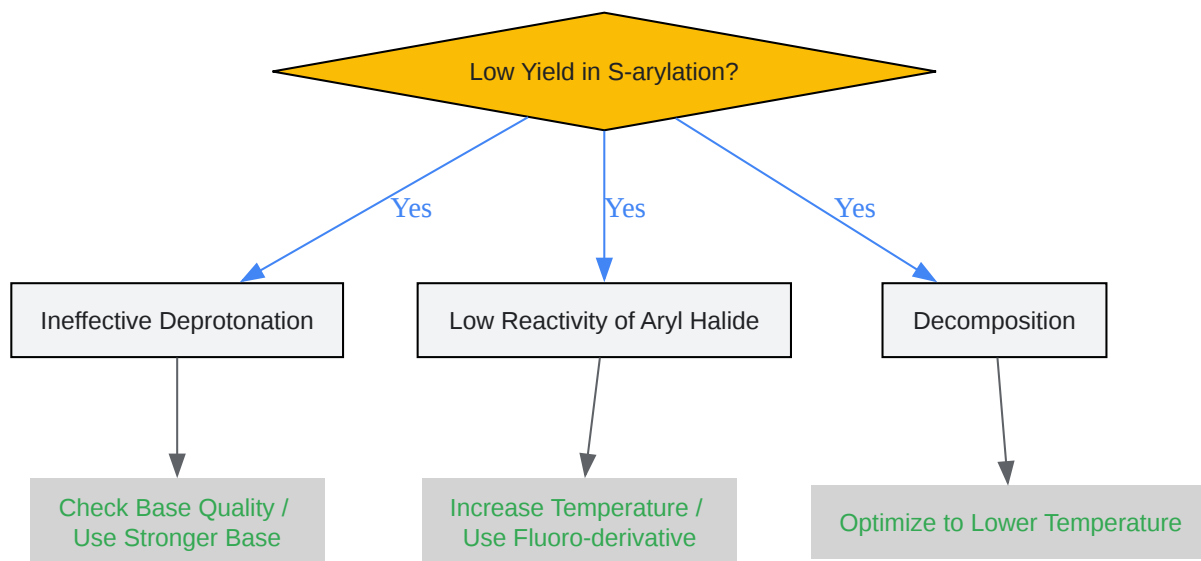 Low Yield in S-arylation?
Yes
Yes
Yes
Ineffective Deprotonation
Low Reactivity of Aryl Halide
Decomposition
Check Base Quality /
Use Stronger Base
Increase Temperature /
Use Fluoro-derivative
Optimize to Lower Temperature